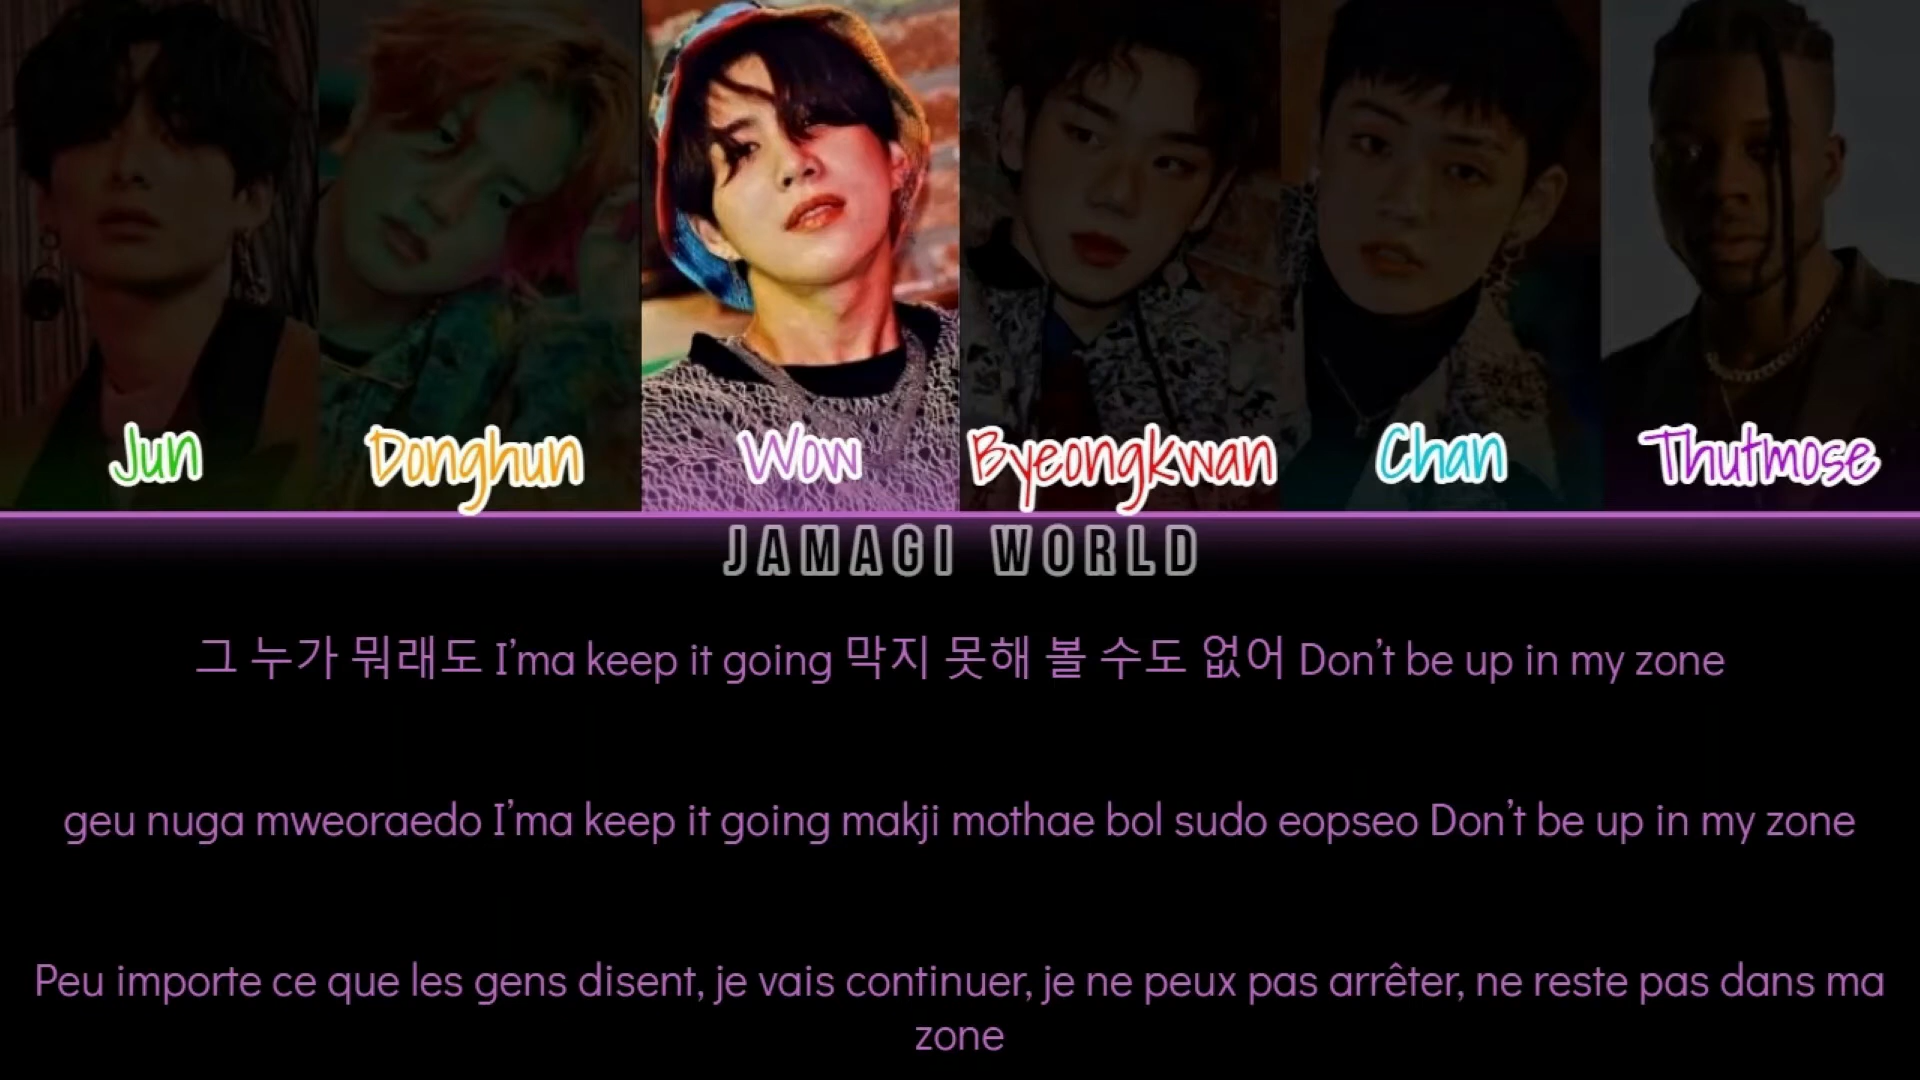 Jun
Donghun
Wow
Byeongkwan
Chan
Thutmose
JAMAGI WORLD
그 누가 뭐래도 I'ma keep it going 막지 못해 볼 수도 없어 Don't be up in my zone
geu nuga mweoraedo I'ma keep it going makji mothae bol sudo eopseo Don't be up in my zone
Peu importe ce que les gens disent, je vais continuer, je ne peux pas arrêter, ne reste pas dans ma
zone